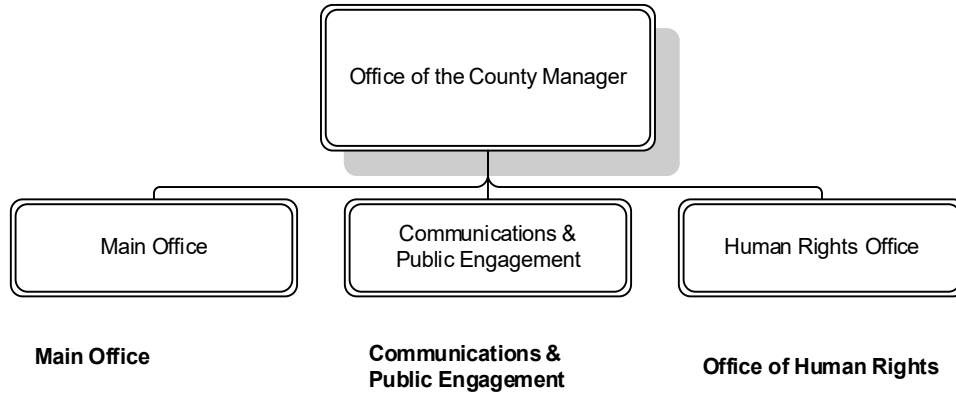 Office of the County Manager
Main Office
Communications &
Public Engagement
Human Rights Office
Main Office
Communications &
Public Engagement
Office of Human Rights